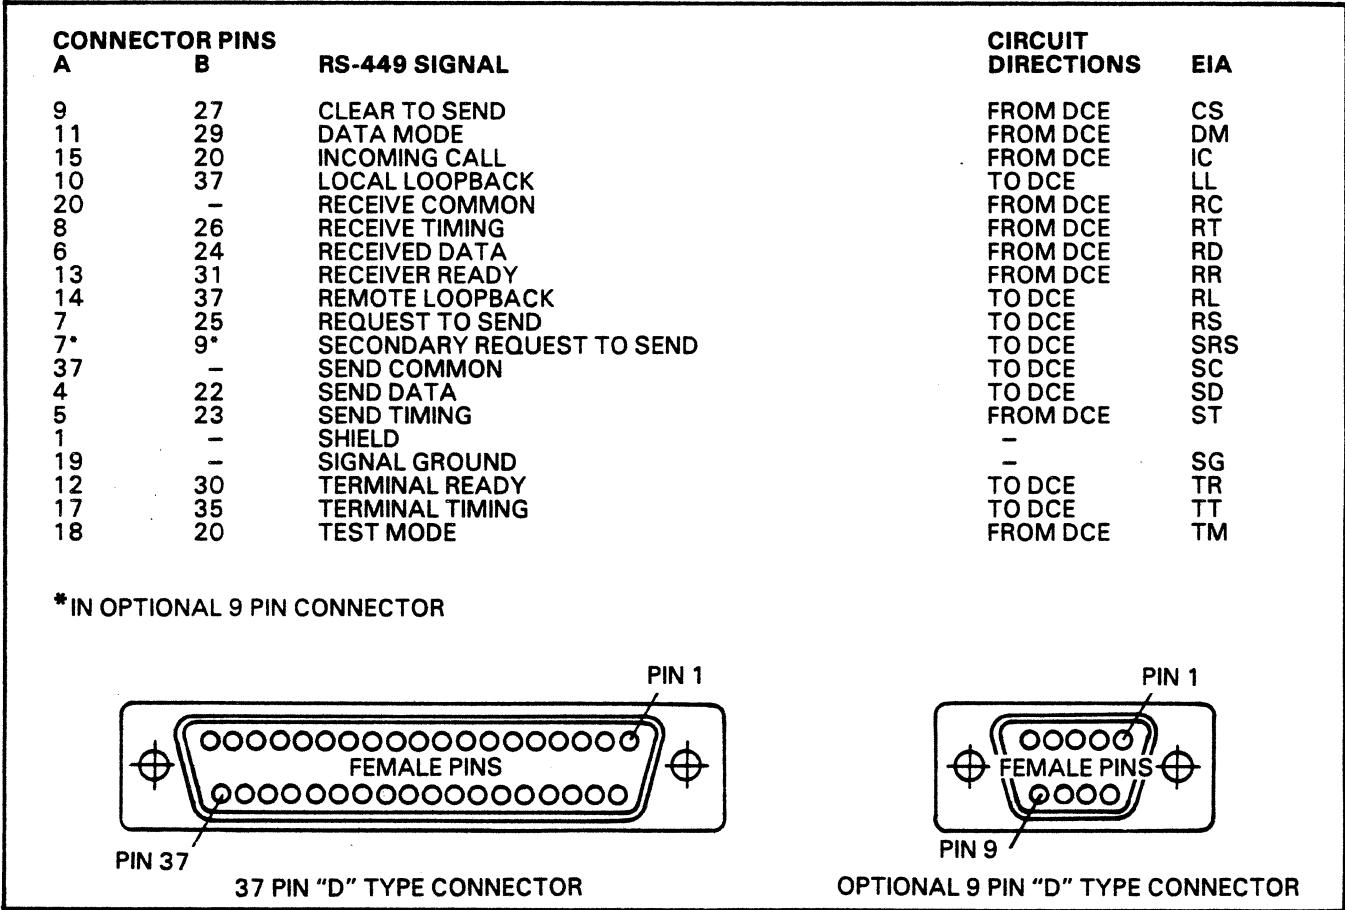 CONNECTOR PINS CIRCUIT
A B RS-449 SIGNAL DIRECTIONS EIA
9 27 CLEAR TO SEND FROM DCE CS
11 29 DATA MODE FROM DCE DM
15 20 INCOMING CALL FROM DCE IC
10 37 LOCAL LOOPBACK TO DCE LL
20 – RECEIVE COMMON FROM DCE RC
8 26 RECEIVE TIMING FROM DCE RT
6 24 RECEIVED DATA FROM DCE RD
13 31 RECEIVER READY FROM DCE RR
14 37 REMOTE LOOPBACK TO DCE RL
7 25 REQUEST TO SEND TO DCE RS
7* 9* SECONDARY REQUEST TO SEND TO DCE SRS
37 – SEND COMMON TO DCE SC
4 22 SEND DATA TO DCE SD
5 23 SEND TIMING FROM DCE ST
1 – SHIELD –
19 – SIGNAL GROUND – SG
12 30 TERMINAL READY TO DCE TR
17 35 TERMINAL TIMING TO DCE TT
18 20 TEST MODE FROM DCE TM
*IN OPTIONAL 9 PIN CONNECTOR
PIN 1
FEMALE PINS
PIN 37
37 PIN "D" TYPE CONNECTOR
PIN 1
FEMALE PINS
PIN 9
OPTIONAL 9 PIN "D" TYPE CONNECTOR